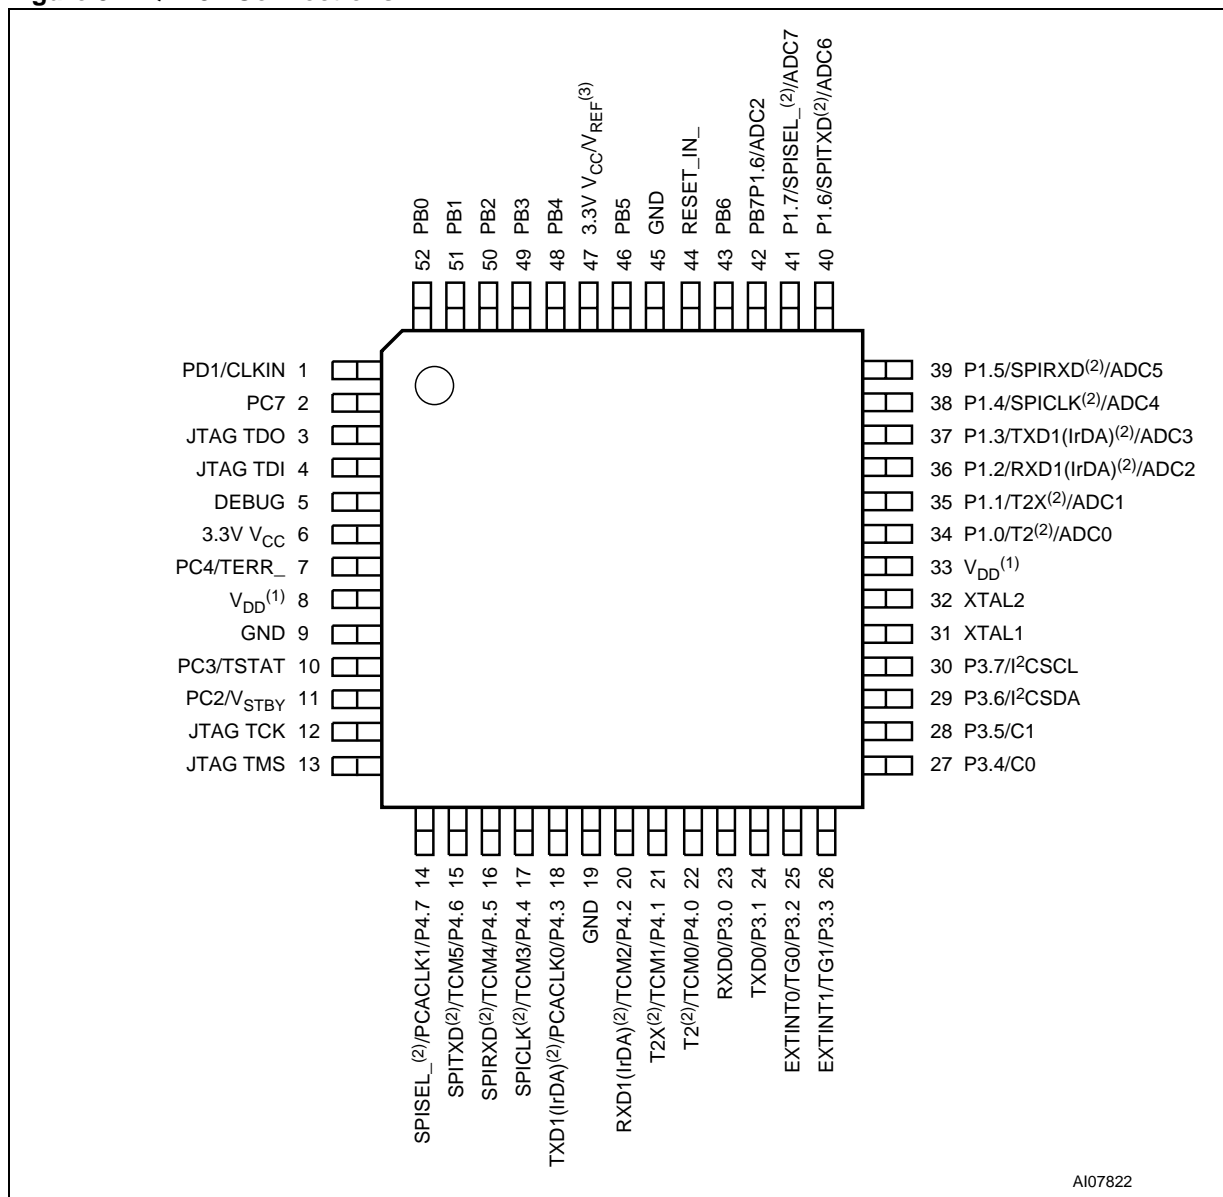 52 PB0
51 PB1
50 PB2
49 PB3
48 PB4
47 3.3V VCC/VREF(3)
46 PB5
45 GND
44 RESET_IN_
43 PB6
42 PB7P1.6/ADC2
41 P1.7/SPISEL_(2)/ADC7
40 P1.6/SPITXD(2)/ADC6
PD1/CLKIN 1
PC7 2
JTAG TDO 3
JTAG TDI 4
DEBUG 5
3.3V VCC 6
PC4/TERR_ 7
VDD(1) 8
GND 9
PC3/TSTAT 10
PC2/VSTBY 11
JTAG TCK 12
JTAG TMS 13
39 P1.5/SPIRXD(2)/ADC5
38 P1.4/SPICLK(2)/ADC4
37 P1.3/TXD1(IrDA)(2)/ADC3
36 P1.2/RXD1(IrDA)(2)/ADC2
35 P1.1/T2X(2)/ADC1
34 P1.0/T2(2)/ADC0
33 VDD(1)
32 XTAL2
31 XTAL1
30 P3.7/I2CSCL
29 P3.6/I2CSDA
28 P3.5/C1
27 P3.4/C0
SPISEL_(2)/PCACLK1/P4.7 14
SPITXD(2)/TCM5/P4.6 15
SPIRXD(2)/TCM4/P4.5 16
SPICLK(2)/TCM3/P4.4 17
TXD1(IrDA)(2)/PCACLK0/P4.3 18
GND 19
RXD1(IrDA)(2)/TCM2/P4.2 20
T2X(2)/TCM1/P4.1 21
T2(2)/TCM0/P4.0 22
RXD0/P3.0 23
TXD0/P3.1 24
EXTINT0/TG0/P3.2 25
EXTINT1/TG1/P3.3 26
AI07822